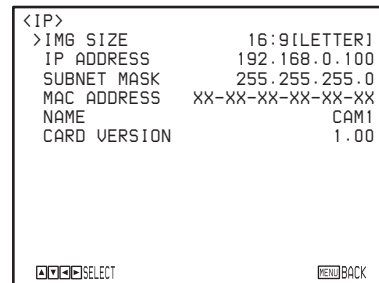 <IP>
>IMG SIZE 16:9[LETTER]
IP ADDRESS 192.168.0.100
SUBNET MASK 255.255.255.0
MAC ADDRESS XX-XX-XX-XX-XX-XX
NAME CAM1
CARD VERSION 1.00
▲▼◄►SELECT MENU BACK